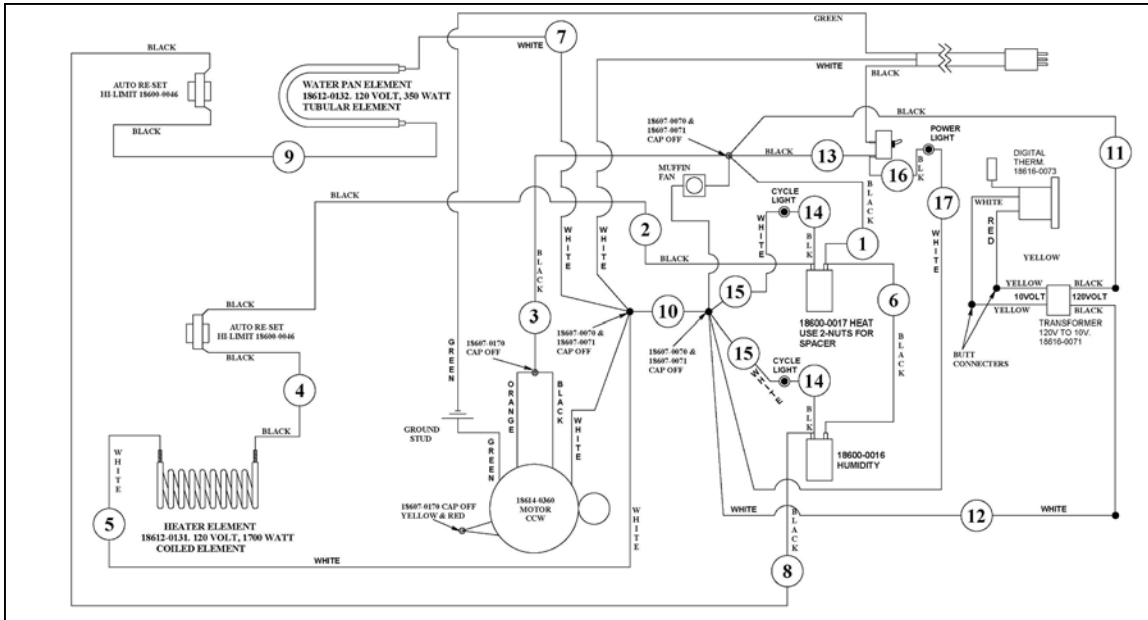 GREEN
BLACK
7
WHITE
WHITE
BLACK
AUTO RE-SET
HI-LIMIT 18600-0046
WATER PAN ELEMENT
18612-0132. 120 VOLT, 350 WATT
TUBULAR ELEMENT
BLACK
9
18607-0070 &
18607-0071
CAP OFF
BLACK
BLACK
13
POWER
LIGHT
11
DIGITAL
THERM.
18616-0073
MUFFIN
FAN
BLACK
16
BLK
17
WHITE
CYCLE
LIGHT
14
BLK
1
WHITE
RED
WHITE
BLACK
2
BLACK
WHITE
WHITE
BLACK
3
15
WHITE
10
6
BLACK
YELLOW
YELLOW
BLACK
10VOLT
120VOLT
YELLOW
BLACK
TRANSFORMER
120V TO 10V.
18616-0071
BUTT
CONNECTERS
18600-0017 HEAT
USE 2-NUTS FOR
SPACER
18607-0070 &
18607-0071
CAP OFF
18607-0070 &
18607-0071
CAP OFF
BLACK
AUTO RE-SET
HI-LIMIT 18600-0046
BLACK
4
BLACK
18607-0170
CAP OFF
GREEN
ORANGE
BLACK
WHITE
GROUND
STUD
GREEN
15
WHITE
CYCLE
LIGHT
14
BLK
18600-0016
HUMIDITY
WHITE
5
HEATER ELEMENT
18612-0131. 120 VOLT, 1700 WATT
COILED ELEMENT
18607-0170 CAP OFF
YELLOW & RED
18614-0360
MOTOR
CCW
WHITE
WHITE
WHITE
12
WHITE
BLACK
8